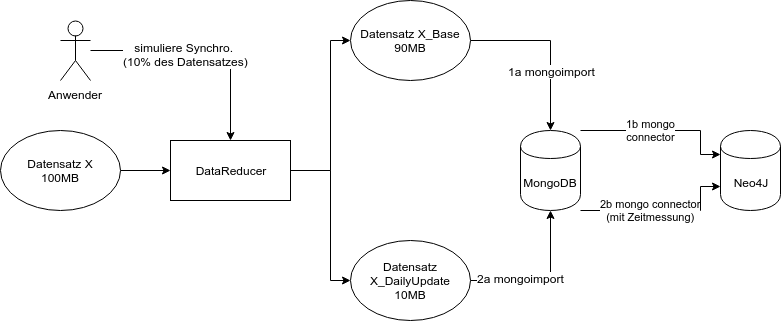 simuliere Synchro.
(10% des Datensatzes)
Anwender
Datensatz X
100MB
DataReducer
Datensatz X_Base
90MB
Datensatz
X_DailyUpdate
10MB
1a mongoimport
2a mongoimport
MongoDB
1b mongo
connector
2b mongo connector
(mit Zeitmessung)
Neo4J